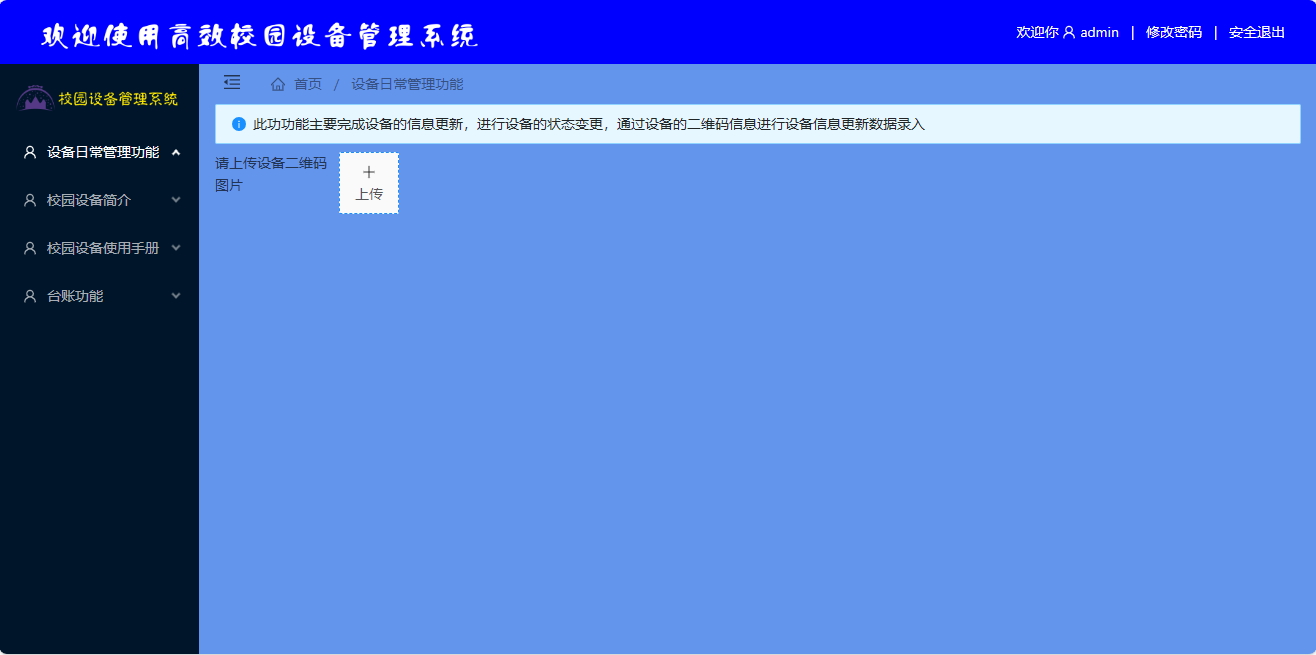 欢迎使用高效校园设备管理系统
欢迎你 admin | 修改密码 | 安全退出
校园设备管理系统
首页 / 设备日常管理功能
此功功能主要完成设备的信息更新，进行设备的状态变更，通过设备的二维码信息进行设备信息更新数据录入
设备日常管理功能
请上传设备二维码
图片
上传
校园设备简介
校园设备使用手册
台账功能